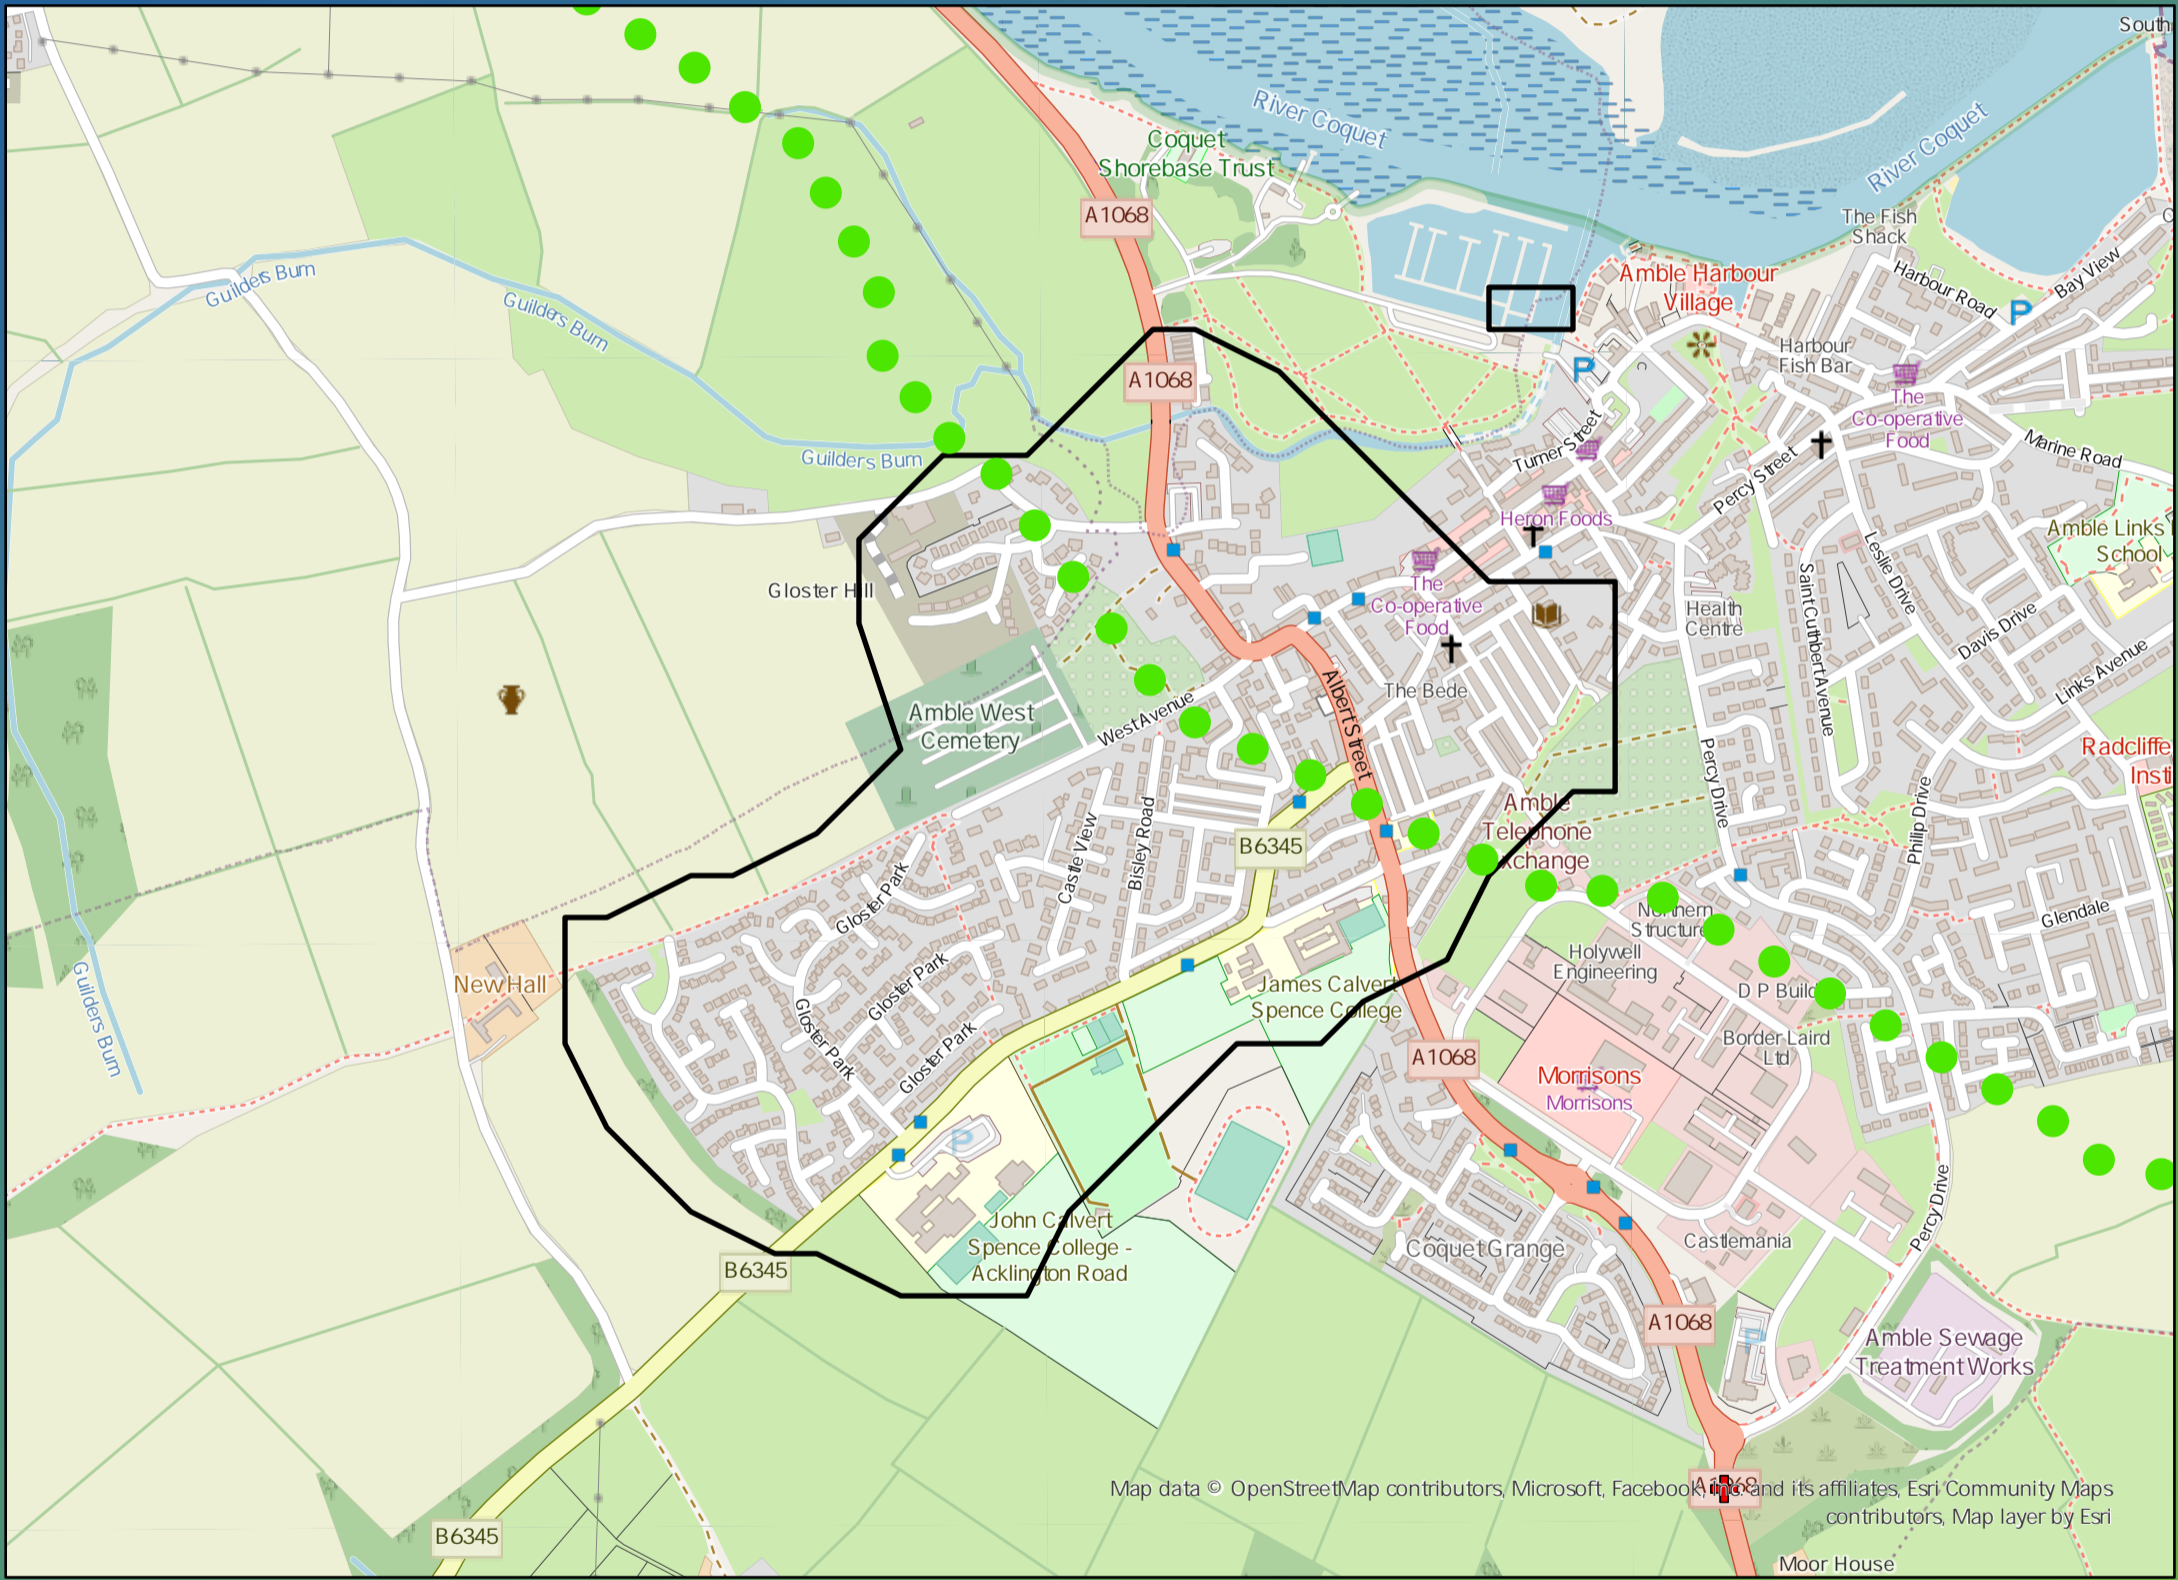 South
River Coquet
River Coquet
Coquet
Shorebase Trust
A1068
The Fish
Shack
Harbour Road
Bay View
P
Guilders Burn
Guilders Burn
Amble Harbour
Village
Harbour
Fish Bar
P
A1068
The
Co-operative
Food
Turner Street
Percy Street
Marine Road
Guilders Burn
Heron Foods
Amble Links
School
Leslie Drive
Saint Cuthbert Avenue
Gloster Hill
The
Co-operative
Food
Health
Centre
Davis Drive
Links Avenue
The Bede
Albert Street
Amble West
Cemetery
West Avenue
Percy Drive
Radcliffe
Insti
Amble
Telephone
xchange
Philip Drive
B6345
Castle View
Bisley Road
Gloster Park
Glendale
Northern
Structure
Holywell
Engineering
D P Build
New Hall
Gloster Park
James Calvert
Spence College
Guilders Burn
Gloster Park
Gloster Park
Border Laird
Ltd
A1068
Morrisons
Morrisons
P
John Calvert
Spence College -
Acklington Road
Coquet Grange
Castlemania
Percy Drive
B6345
A1068
P
Amble Sewage
Treatment Works
A1068
Map data © OpenStreetMap contributors, Microsoft, Facebook, Inc. and its affiliates, Esri Community Maps
contributors, Map layer by Esri
B6345
Moor House